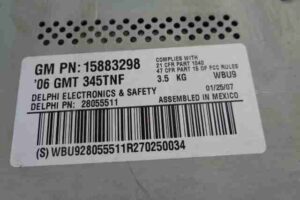 GM PN: 15883298
'06 GMT 345TNF
DELPHI ELECTRONICS & SAFETY
DELPHI PN. 28055511
COMPLIES WITH
21 CFR PART 1040
47 CFR PART 15 OF FCC RULES
3.5 KG WBU9
01/25/07
ASSEMBLED IN MEXICO
(S) WBU928055511R270250034